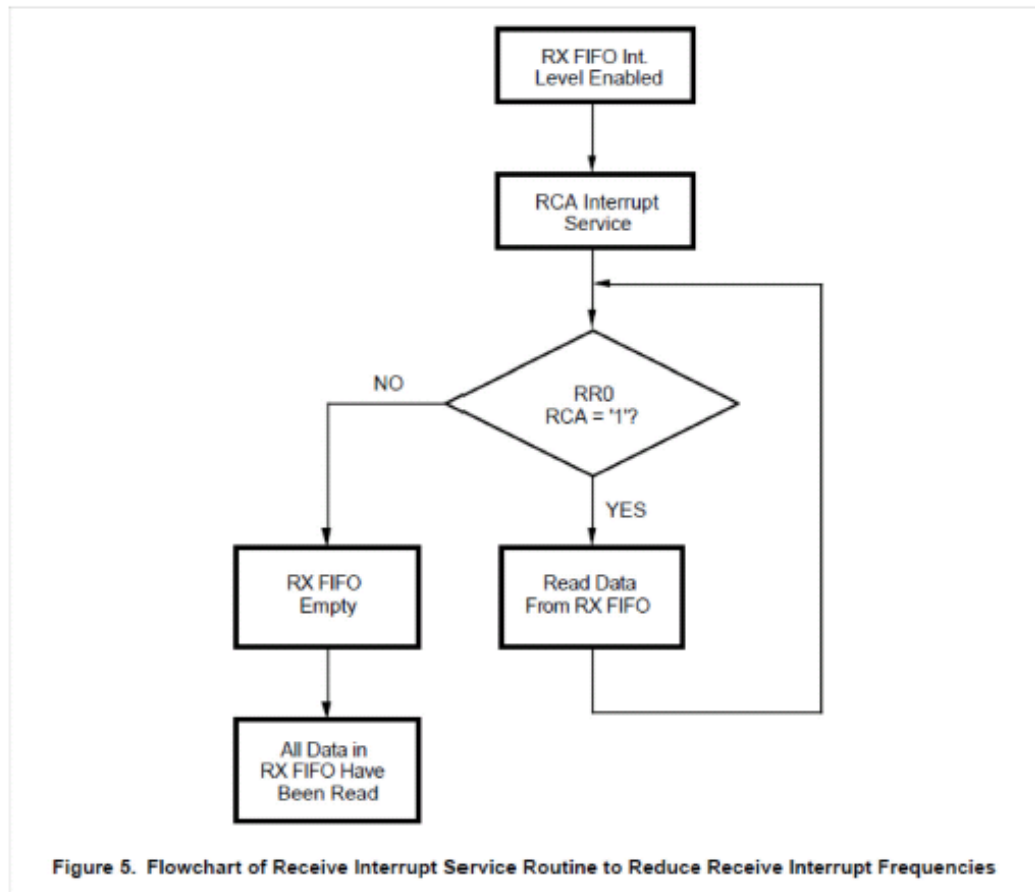 RX FIFO Int.
Level Enabled
RCA Interrupt
Service
RR0
RCA = '1'?
NO
YES
RX FIFO
Empty
Read Data
From RX FIFO
All Data in
RX FIFO Have
Been Read
Figure 5. Flowchart of Receive Interrupt Service Routine to Reduce Receive Interrupt Frequencies